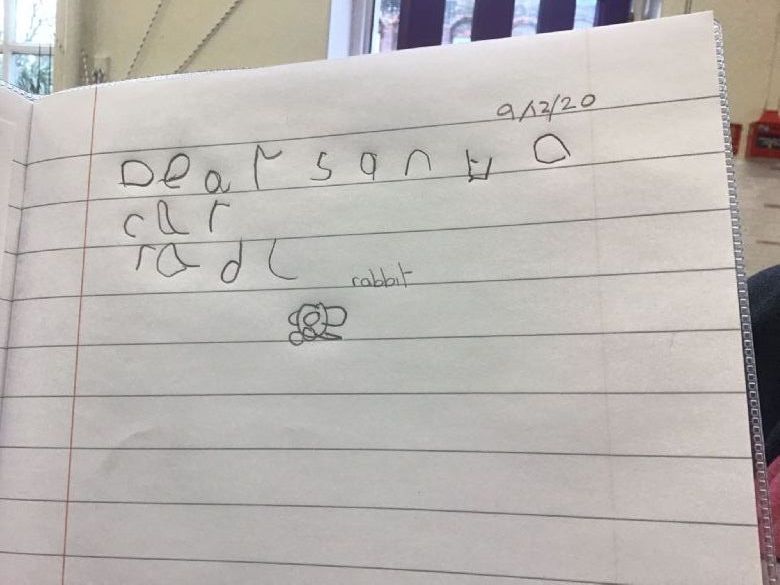 9/12/20
Dear santa
car
radl
rabbit